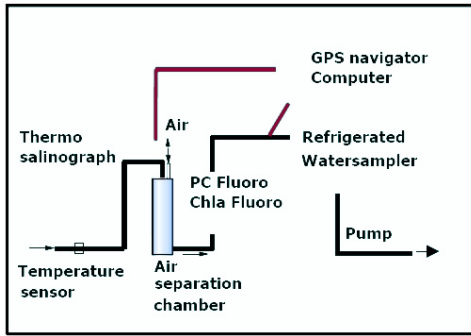 GPS navigator
Computer
Air
Thermo
salinograph
Refrigerated
Watersampler
PC Fluoro
Chla Fluoro
Pump
Temperature
sensor
Air
separation
chamber